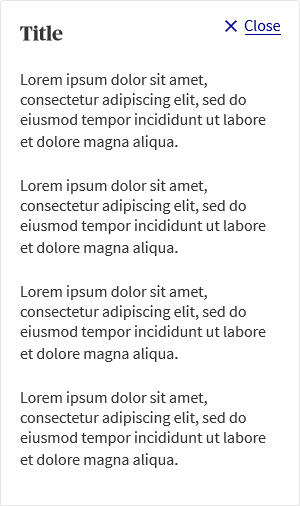 Title
Close
Lorem ipsum dolor sit amet,
consectetur adipiscing elit, sed do
eiusmod tempor incididunt ut labore
et dolore magna aliqua.
Lorem ipsum dolor sit amet,
consectetur adipiscing elit, sed do
eiusmod tempor incididunt ut labore
et dolore magna aliqua.
Lorem ipsum dolor sit amet,
consectetur adipiscing elit, sed do
eiusmod tempor incididunt ut labore
et dolore magna aliqua.
Lorem ipsum dolor sit amet,
consectetur adipiscing elit, sed do
eiusmod tempor incididunt ut labore
et dolore magna aliqua.